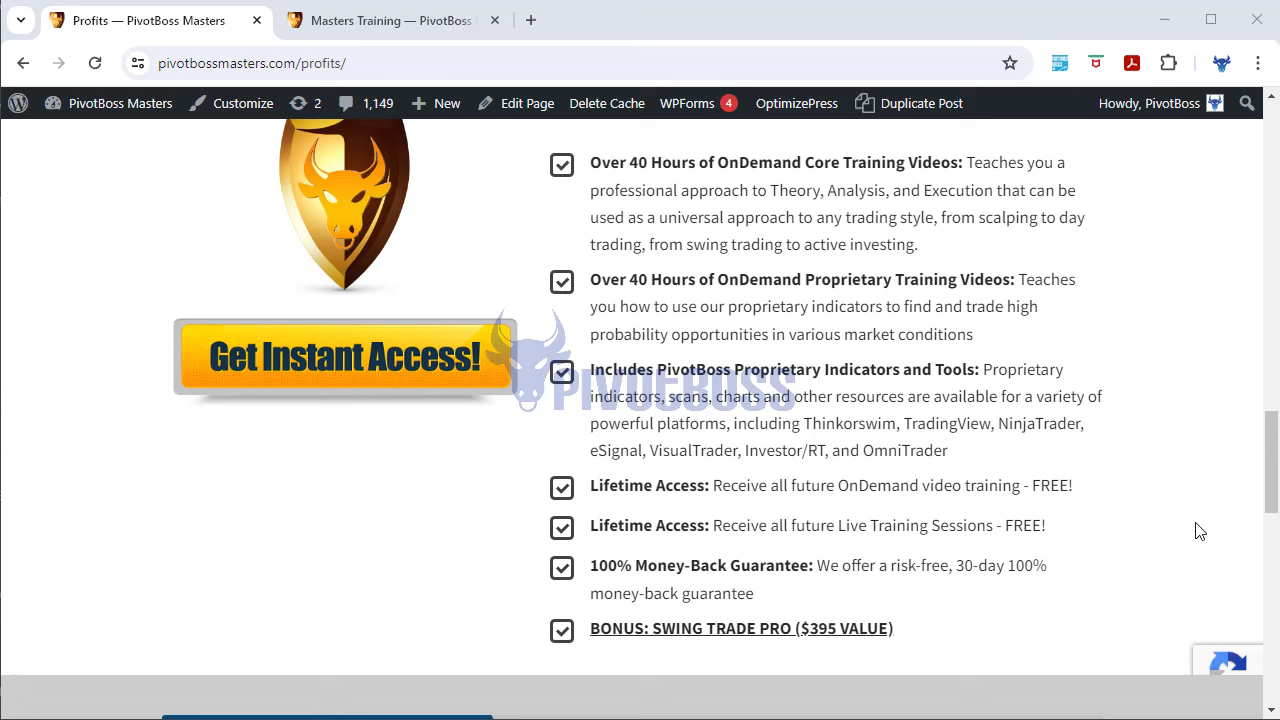 Profits — PivotBoss Masters
Masters Training — PivotBoss
pivotbossmasters.com/profits/
PivotBoss Masters Customize 2 1,149 New Edit Page Delete Cache WPForms 4 OptimizePress Duplicate Post Howdy, PivotBoss
Over 40 Hours of OnDemand Core Training Videos: Teaches you a
professional approach to Theory, Analysis, and Execution that can be
used as a universal approach to any trading style, from scalping to day
trading, from swing trading to active investing.
Over 40 Hours of OnDemand Proprietary Training Videos: Teaches
you how to use our proprietary indicators to find and trade high
probability opportunities in various market conditions
Get Instant Access!
PIVOTBOSS
Includes PivotBoss Proprietary Indicators and Tools: Proprietary
indicators, scans, charts and other resources are available for a variety of
powerful platforms, including Thinkorswim, TradingView, NinjaTrader,
eSignal, VisualTrader, Investor/RT, and OmniTrader
Lifetime Access: Receive all future OnDemand video training - FREE!
Lifetime Access: Receive all future Live Training Sessions - FREE!
100% Money-Back Guarantee: We offer a risk-free, 30-day 100%
money-back guarantee
BONUS: SWING TRADE PRO ($395 VALUE)